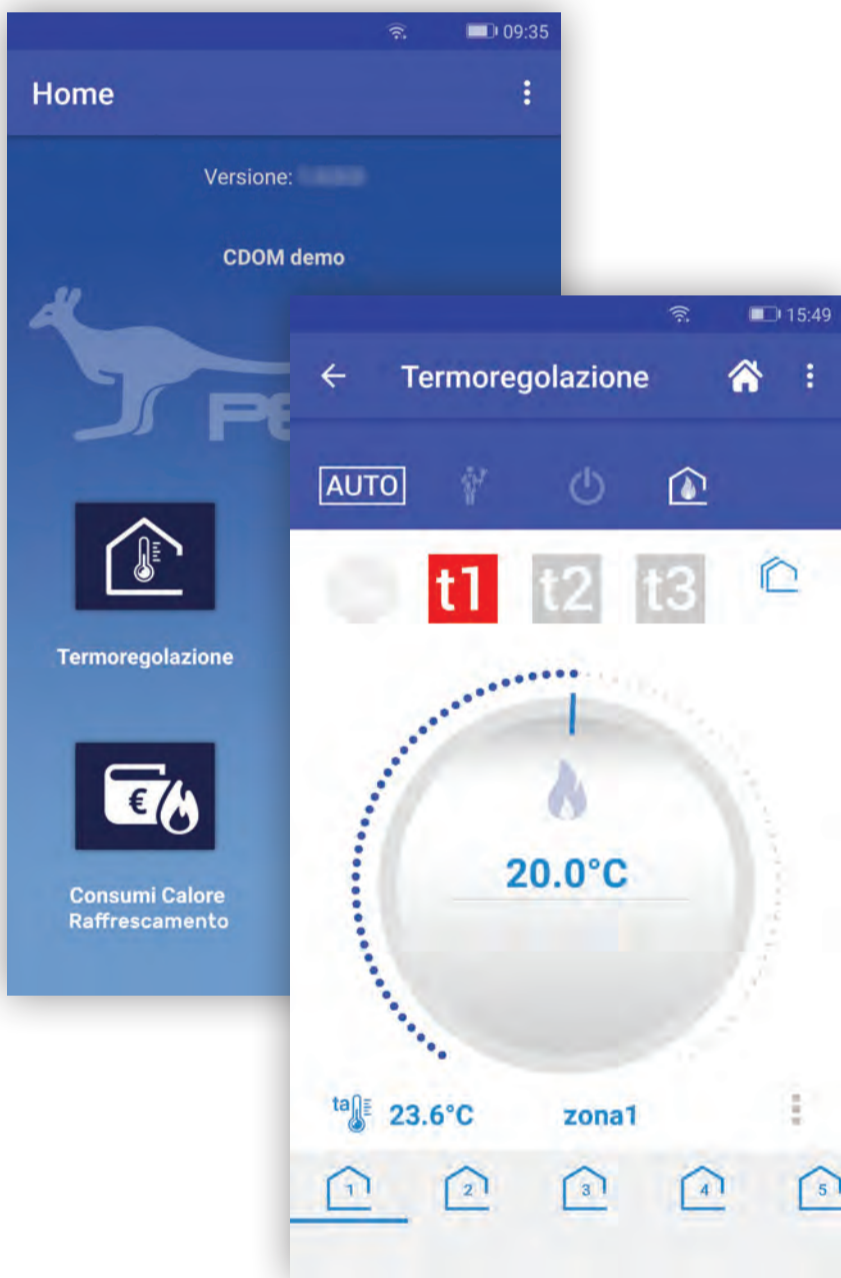 09:35
Home
Versione:
CDOM demo
Termoregolazione
€
Consumi Calore
Raffrescamento
15:49
Termoregolazione
AUTO
t1 t2 t3
20.0°C
ta 23.6°C zona1
1 2 3 4 5